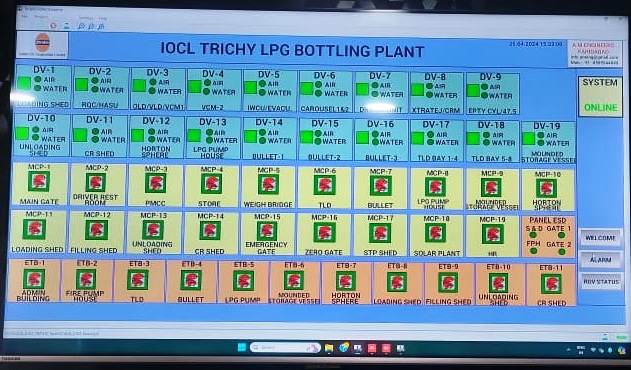 IOCL TRICHY LPG BOTTLING PLANT
25.04.2024 15:23:00
A.M ENGINEERS
FARIDABAD
SYSTEM
ONLINE
DV-1 AIR WATER LOADING SHED
DV-2 AIR WATER RQC/HASU
DV-3 AIR WATER OLD/VLD/VCM1
DV-4 AIR WATER VCM-2
IWCU/EVACU DV-5 AIR WATER
DV-6 AIR WATER CAROUSEL1&2
DV-7 AIR WATER
DV-8 AIR WATER XTRATEJ/CRM
DV-9 AIR WATER EPTY CYL/47.5
DV-10 AIR WATER UNLOADING SHED
DV-11 AIR WATER CR SHED
DV-12 AIR WATER HORTON SPHERE
DV-13 AIR WATER LPG PUMP HOUSE
DV-14 AIR WATER BULLET-1
DV-15 AIR WATER BULLET-2
DV-16 AIR WATER BULLET-3
DV-17 AIR WATER TLD BAY 1-4
DV-18 AIR WATER TLD BAY 5-8
DV-19 AIR WATER MOUNDED STORAGE VESSEL
MCP-1 MAIN GATE
MCP-2 DRIVER REST ROOM
MCP-3 PMCC
MCP-4 STORE
MCP-5 WEIGH BRIDGE
MCP-6 TLD
MCP-7 BULLET
MCP-8 LPG PUMP HOUSE
MCP-9 MOUNDED STORAGE VESSEL
MCP-10 HORTON SPHERE
MCP-11 LOADING SHED
MCP-12 FILLING SHED
MCP-13 UNLOADING SHED
MCP-14 CR SHED
MCP-15 EMERGENCY GATE
MCP-16 ZERO GATE
MCP-17 STP SHED
MCP-18 SOLAR PLANT
MCP-19 HR
PANEL ESD
S & D GATE 1
FPH GATE 2
ETB-1 ADMIN BUILDING
ETB-2 FIRE PUMP HOUSE
ETB-3 TLD
ETB-4 BULLET
ETB-5 LPG PUMP
ETB-6 MOUNDED STORAGE VESSEL
ETB-7 HORTON SPHERE
ETB-8 LOADING SHED
ETB-9 FILLING SHED
ETB-10 UNLOADING SHED
ETB-11 CR SHED
WELCOME
ALARM
ROV STATUS
Search
TOSHIBA